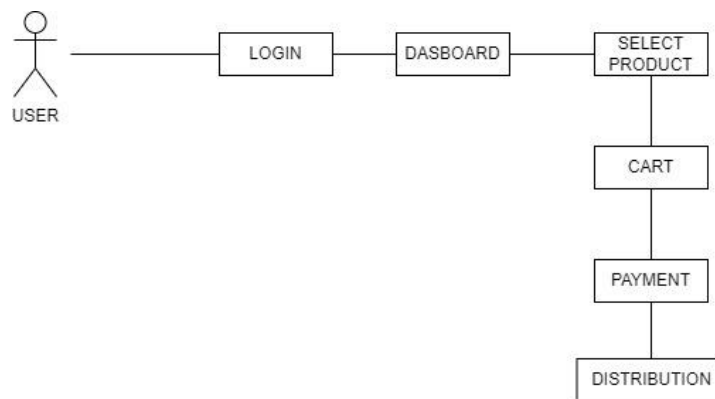 USER
LOGIN
DASBOARD
SELECT
PRODUCT
CART
PAYMENT
DISTRIBUTION